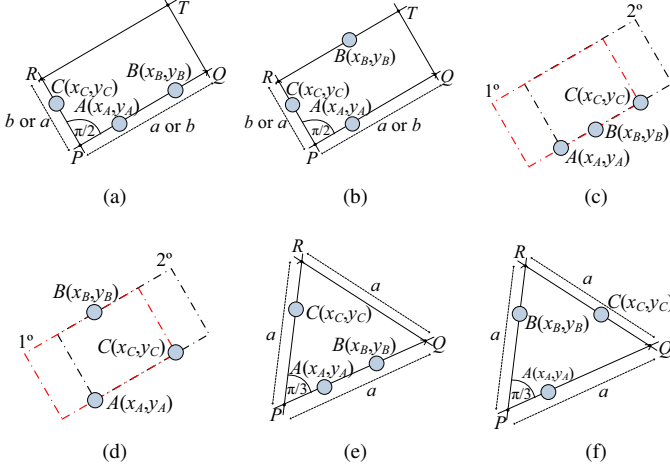 T
R
B(x_B,y_B)
Q
C(x_C,y_C)
A(x_A,y_A)
b or a
π/2
a or b
P
(a)
T
B(x_B,y_B)
R
Q
C(x_C,y_C)
A(x_A,y_A)
b or a
π/2
a or b
P
(b)
2º
1º
C(x_C,y_C)
B(x_B,y_B)
A(x_A,y_A)
(c)
2º
B(x_B,y_B)
1º
C(x_C,y_C)
A(x_A,y_A)
(d)
R
a
C(x_C,y_C)
a
B(x_B,y_B)
Q
A(x_A,y_A)
π/3
a
P
(e)
R
a
C(x_C,y_C)
B(x_B,y_B)
a
Q
A(x_A,y_A)
π/3
a
P
(f)